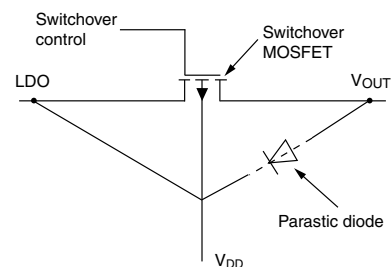 Switchover
control
Switchover
MOSFET
LDO
VOUT
Parastic diode
VDD